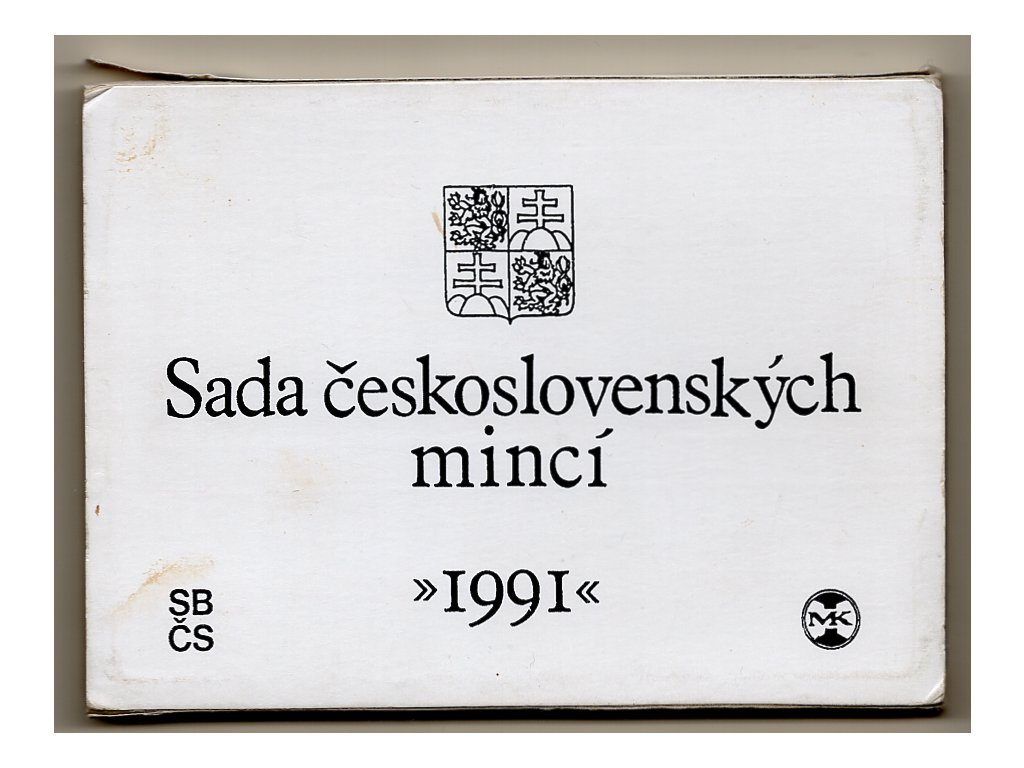 Sada československých
mincí
»1991«
SB
ČS
MK